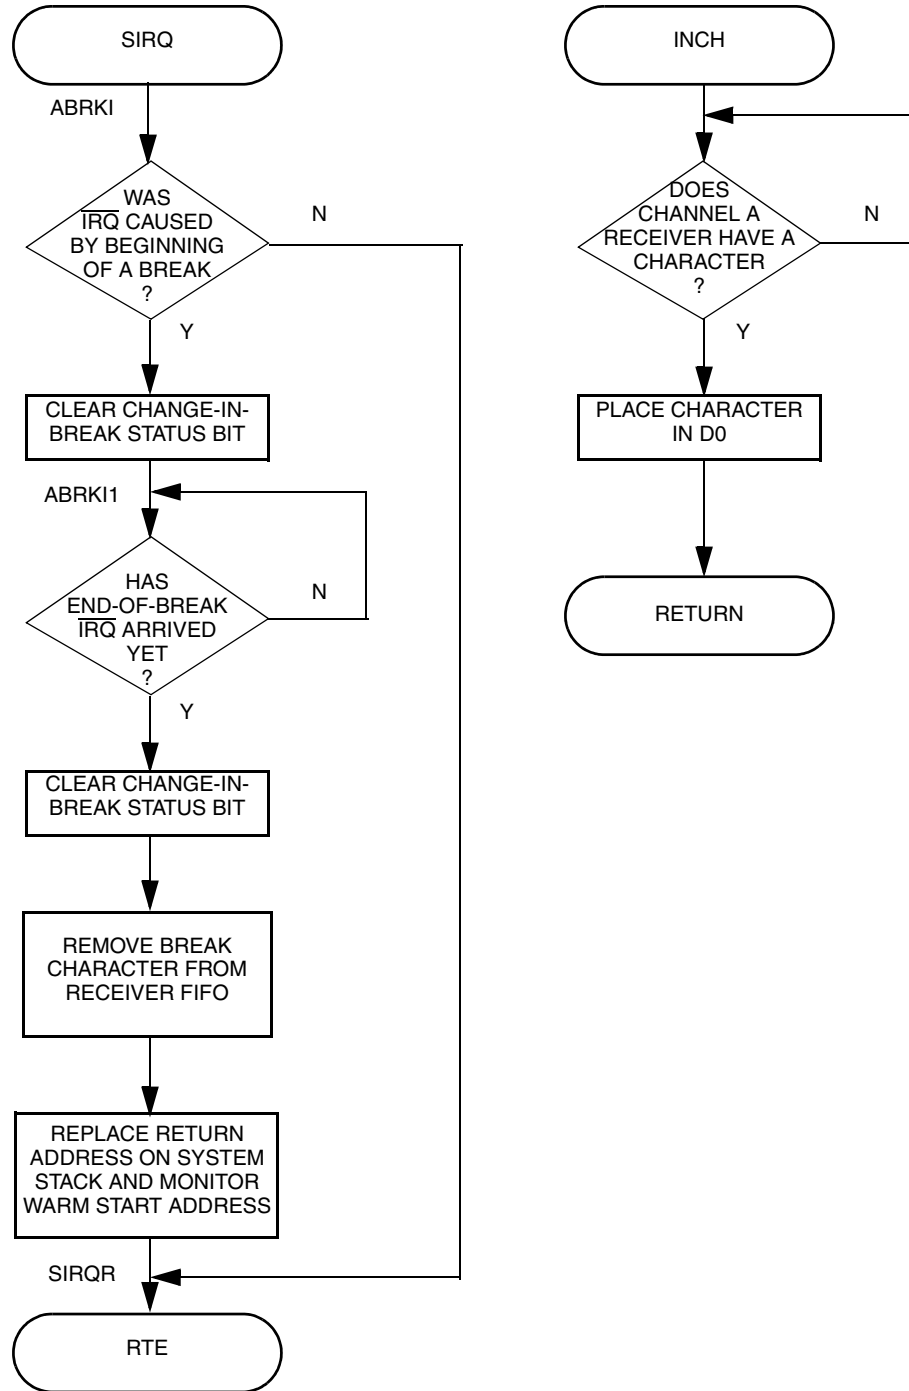 SIRQ
ABRKI
WAS
IRQ CAUSED
BY BEGINNING
OF A BREAK
?
N
Y
CLEAR CHANGE-IN-
BREAK STATUS BIT
ABRKI1
HAS
END-OF-BREAK
IRQ ARRIVED
YET
?
N
Y
CLEAR CHANGE-IN-
BREAK STATUS BIT
REMOVE BREAK
CHARACTER FROM
RECEIVER FIFO
REPLACE RETURN
ADDRESS ON SYSTEM
STACK AND MONITOR
WARM START ADDRESS
SIRQR
RTE
INCH
DOES
CHANNEL A
RECEIVER HAVE A
CHARACTER
?
N
Y
PLACE CHARACTER
IN D0
RETURN